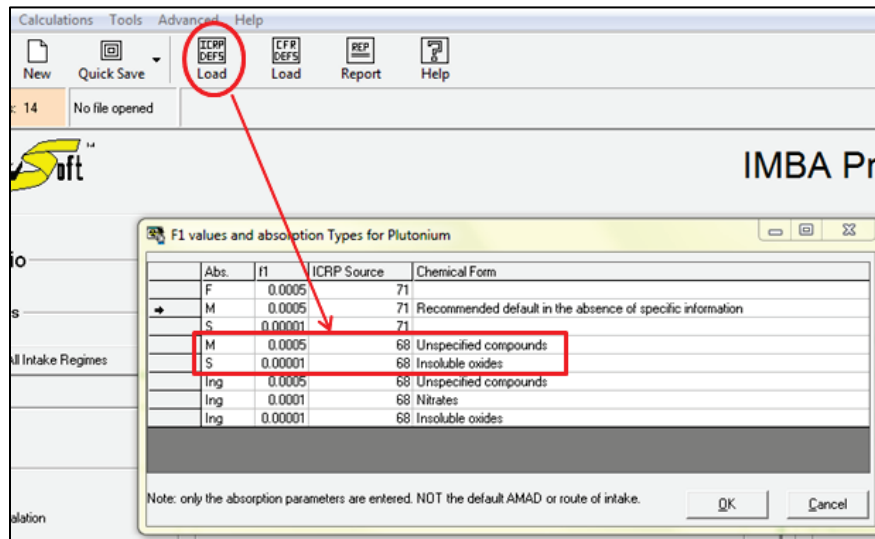 Calculations Tools Advanced Help
ICRP DEFS CFR DEFS REP
New Quick Save Load Load Report Help
: 14 No file opened
Soft TM
IMBA Pr
F1 values and absorption Types for Plutonium
io
Abs. f1 ICRP Source Chemical Form
F 0.0005 71
M 0.0005 71 Recommended default in the absence of specific information
s
S 0.00001 71
M 0.0005 68 Unspecified compounds
All Intake Regimes
S 0.00001 68 Insoluble oxides
Ing 0.0005 68 Unspecified compounds
Ing 0.0001 68 Nitrates
Ing 0.00001 68 Insoluble oxides
Note: only the absorption parameters are entered. NOT the default AMAD or route of intake.
OK Cancel
alation